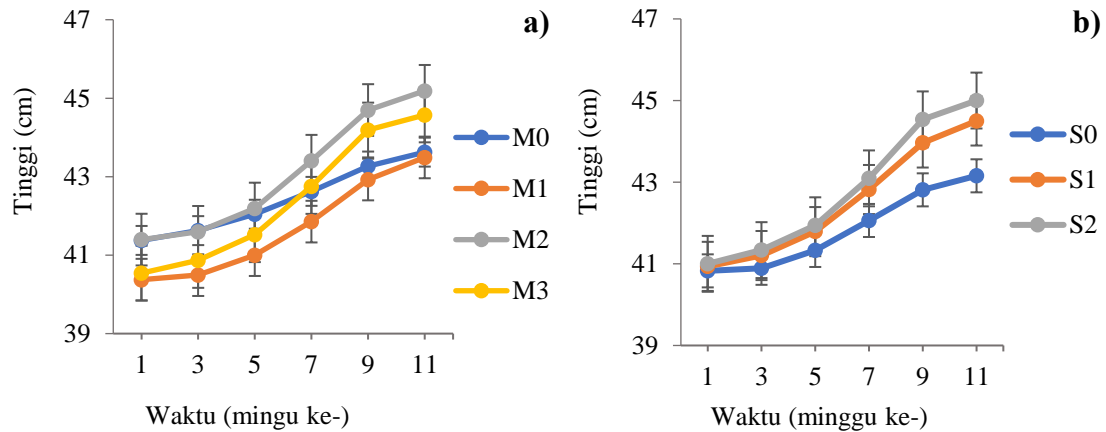 a)
47
45
43
41
39
Tinggi (cm)
1 3 5 7 9 11
Waktu (mingu ke-)
M0
M1
M2
M3
b)
47
45
43
41
39
Tinggi (cm)
1 3 5 7 9 11
Waktu (minggu ke-)
S0
S1
S2